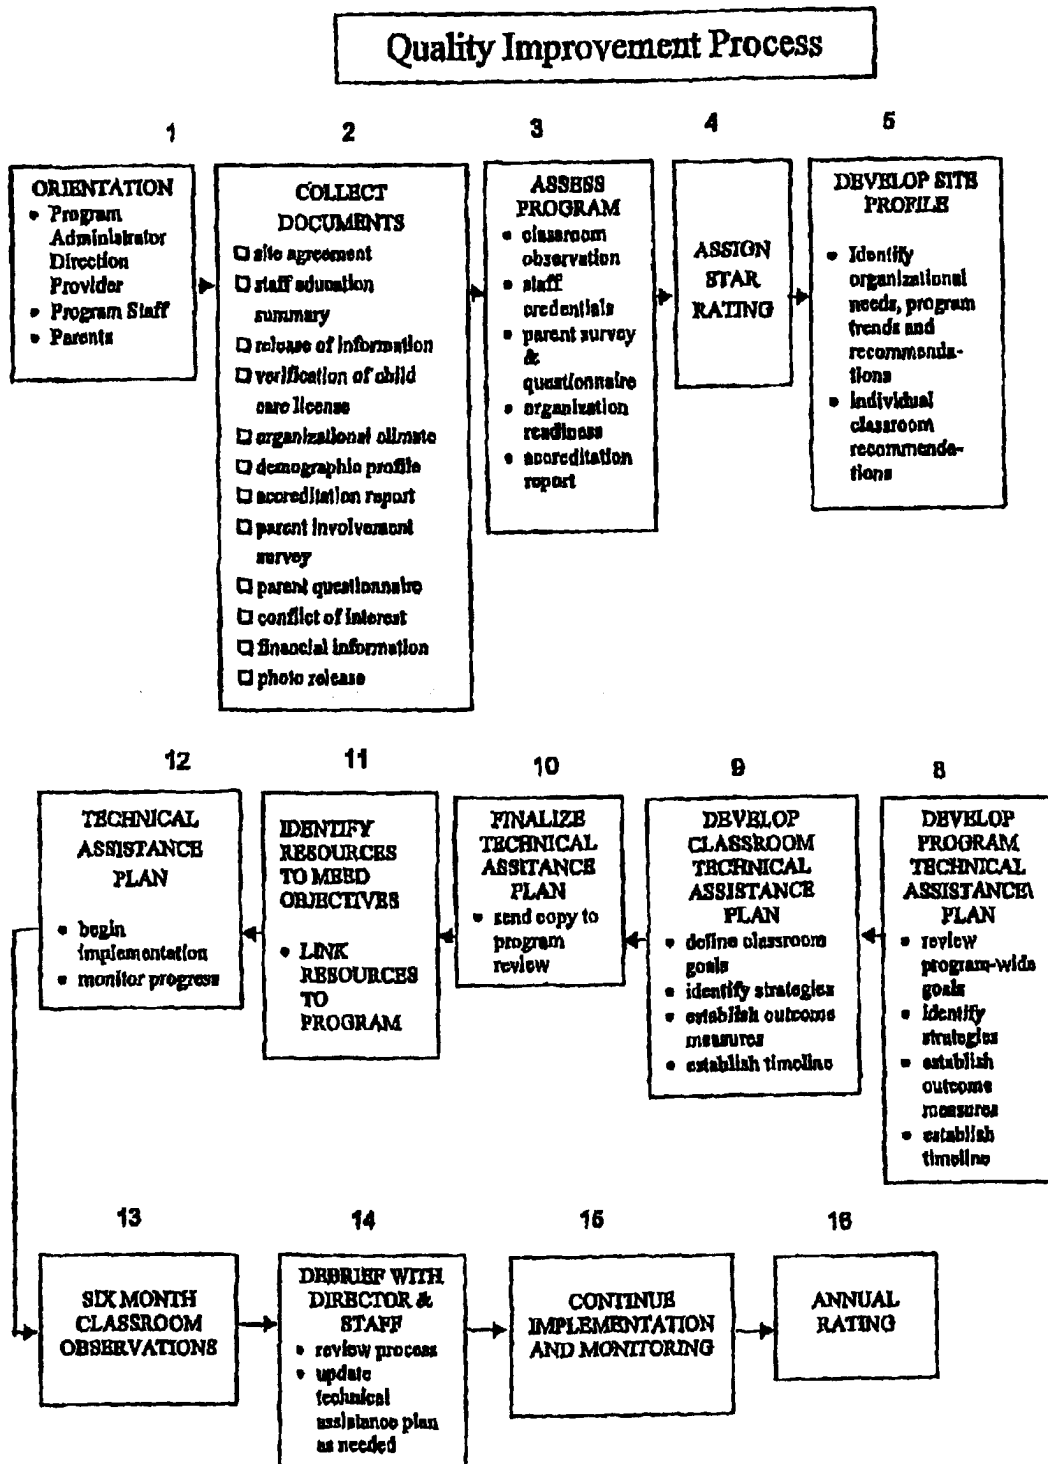 Quality Improvement Process
1
2
3
4
5
ORIENTATION
• Program
Administrator
Direction
Provider
• Program Staff
• Parents
COLLECT
DOCUMENTS
❑ site agreement
❑ staff education
summary
❑ release of information
❑ verification of child
care license
❑ organizational climate
❑ demographic profile
❑ accreditation report
❑ parent involvement
survey
❑ parent questionnaire
❑ conflict of interest
❑ financial information
❑ photo release
ASSESS
PROGRAM
• classroom
observation
• staff
credentials
• parent survey
&
questionnaire
• organization
readiness
• accreditation
report
ASSIGN
STAR
RATING
DEVELOP SITE
PROFILE
• Identify
organizational
needs, program
trends and
recommenda-
tions
• individual
classroom
recommenda-
tions
12
11
10
9
8
TECHNICAL
ASSISTANCE
PLAN
• begin
implementation
• monitor progress
IDENTIFY
RESOURCES
TO MEED
OBJECTIVES
• LINK
RESOURCES
TO
PROGRAM
FINALIZE
TECHNICAL
ASSITANCE
PLAN
• send copy to
program
review
DEVELOP
CLASSROOM
TECHNICAL
ASSISTANCE
PLAN
• define classroom
goals
• identify strategies
• establish outcome
measures
• establish timeline
DEVELOP
PROGRAM
TECHNICAL
ASSISTANCE\
PLAN
• review
program-wide
goals
• identify
strategies
• establish
outcome
measures
• establish
timeline
13
14
15
16
SIX MONTH
CLASSROOM
OBSERVATIONS
DEBRIEF WITH
DIRECTOR &
STAFF
• review process
• update
technical
assistance plan
as needed
CONTINUE
IMPLEMENTATION
AND MONITORING
ANNUAL
RATING